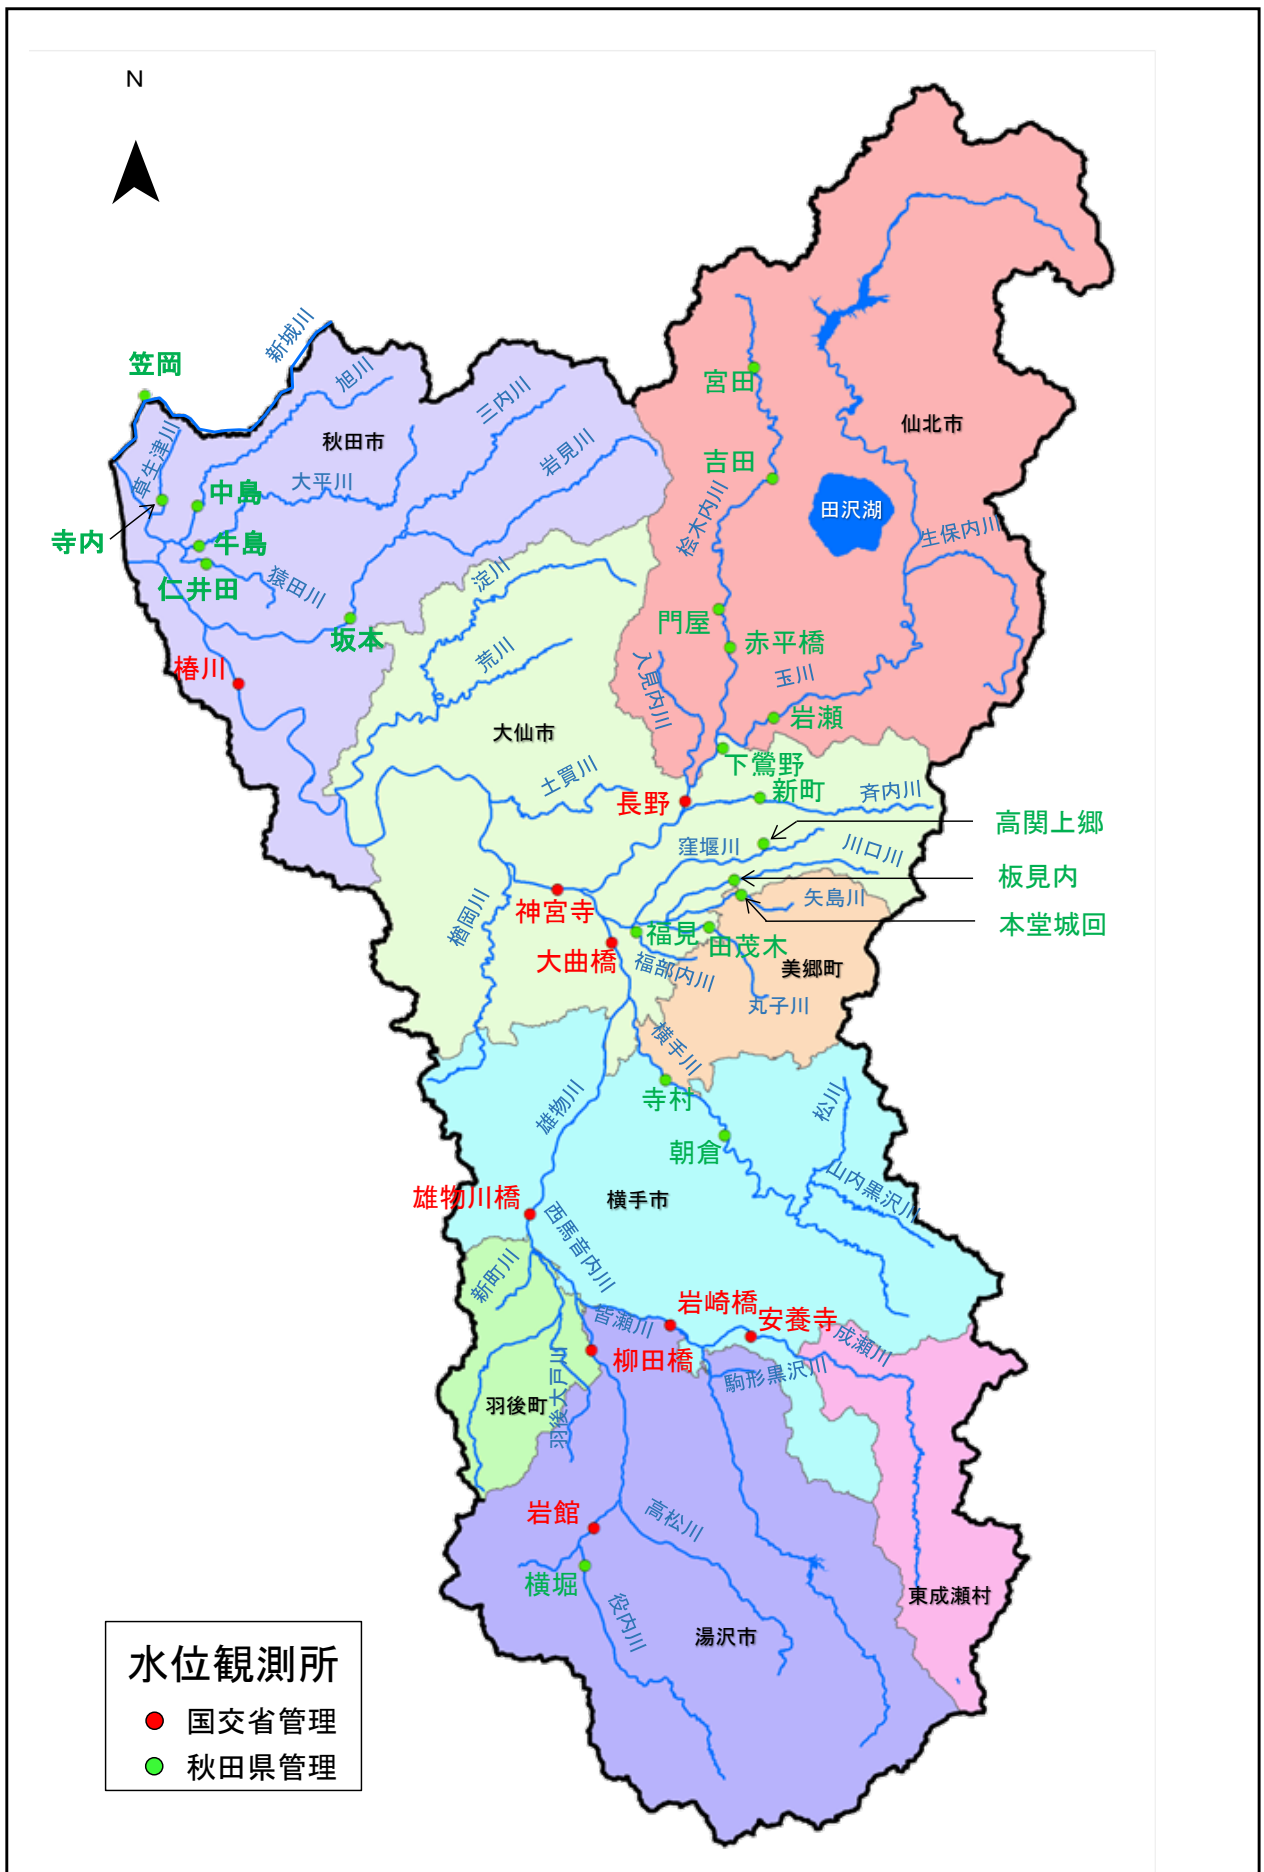 N
新城川
笠岡
旭川
三内川
秋田市
岩見川
草生津川
大平川
中島
寺内
牛島
仁井田
猿田川
坂本
椿川
宮田
吉田
仙北市
田沢湖
桧木内川
生保内川
門屋
赤平橋
入見内川
玉川
岩瀬
下鶯野
淀川
荒川
大仙市
土買川
長野
新町
斉内川
高関上郷
窪堰川
川口川
板見内
矢島川
本堂城回
楢岡川
神宮寺
福見
田茂木
大曲橋
福部内川
美郷町
丸子川
横手川
寺村
雄物川
松川
朝倉
山内黒沢川
雄物川橋
横手市
西馬音内川
新町川
岩崎橋
安養寺
皆瀬川
成瀬川
柳田橋
駒形黒沢川
羽後町
羽後大戸川
岩館
高松川
横堀
役内川
東成瀬村
湯沢市
水位観測所
国交省管理
秋田県管理